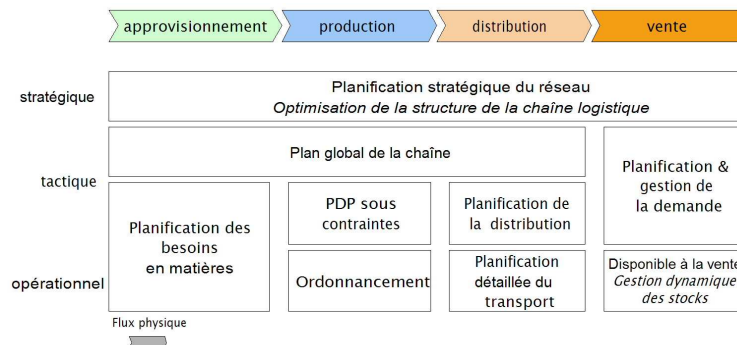 approvisionnement
production
distribution
vente
stratégique
Planification stratégique du réseau
Optimisation de la structure de la chaîne logistique
tactique
Plan global de la chaîne
Planification &
gestion de
la demande
Planification des
besoins
en matières
PDP sous
contraintes
Planification de
la distribution
opérationnel
Ordonnancement
Planification
détaillée du
transport
Disponible à la vente
Gestion dynamique
des stocks
Flux physique